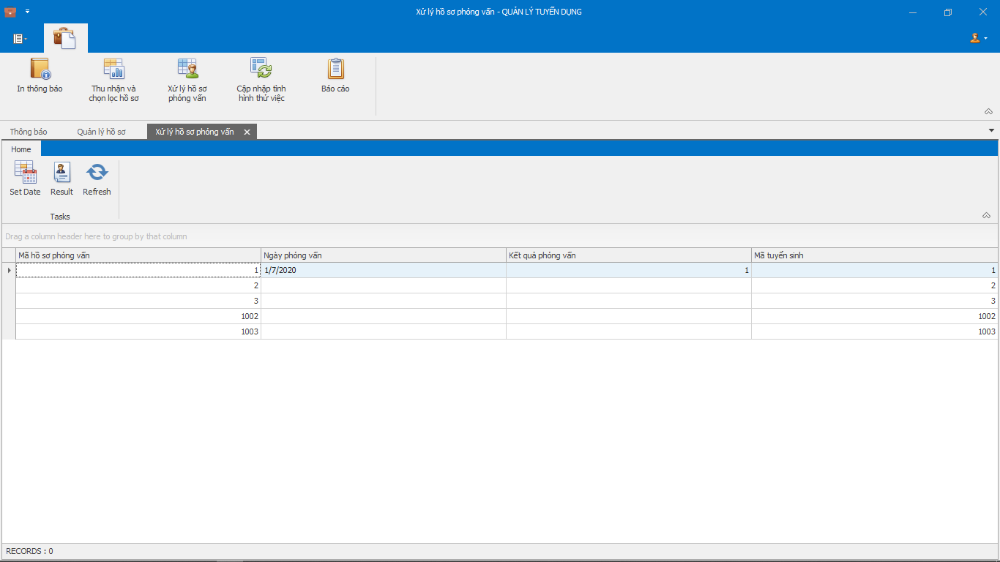 Xử lý hồ sơ phỏng vấn - QUẢN LÝ TUYỂN DỤNG
In thông báo
Thu nhận và
chọn lọc hồ sơ
Xử lý hồ sơ
phỏng vấn
Cập nhập tình
hình thử việc
Báo cáo
Thông báo
Quản lý hồ sơ
Xử lý hồ sơ phỏng vấn
Home
Set Date
Result
Refresh
Tasks
Drag a column header here to group by that column
Mã hồ sơ phỏng vấn Ngày phỏng vấn Kết quả phỏng vấn Mã tuyển sinh
1 1/7/2020 1 1
2 2
3 3
1002 1002
1003 1003
RECORDS : 0